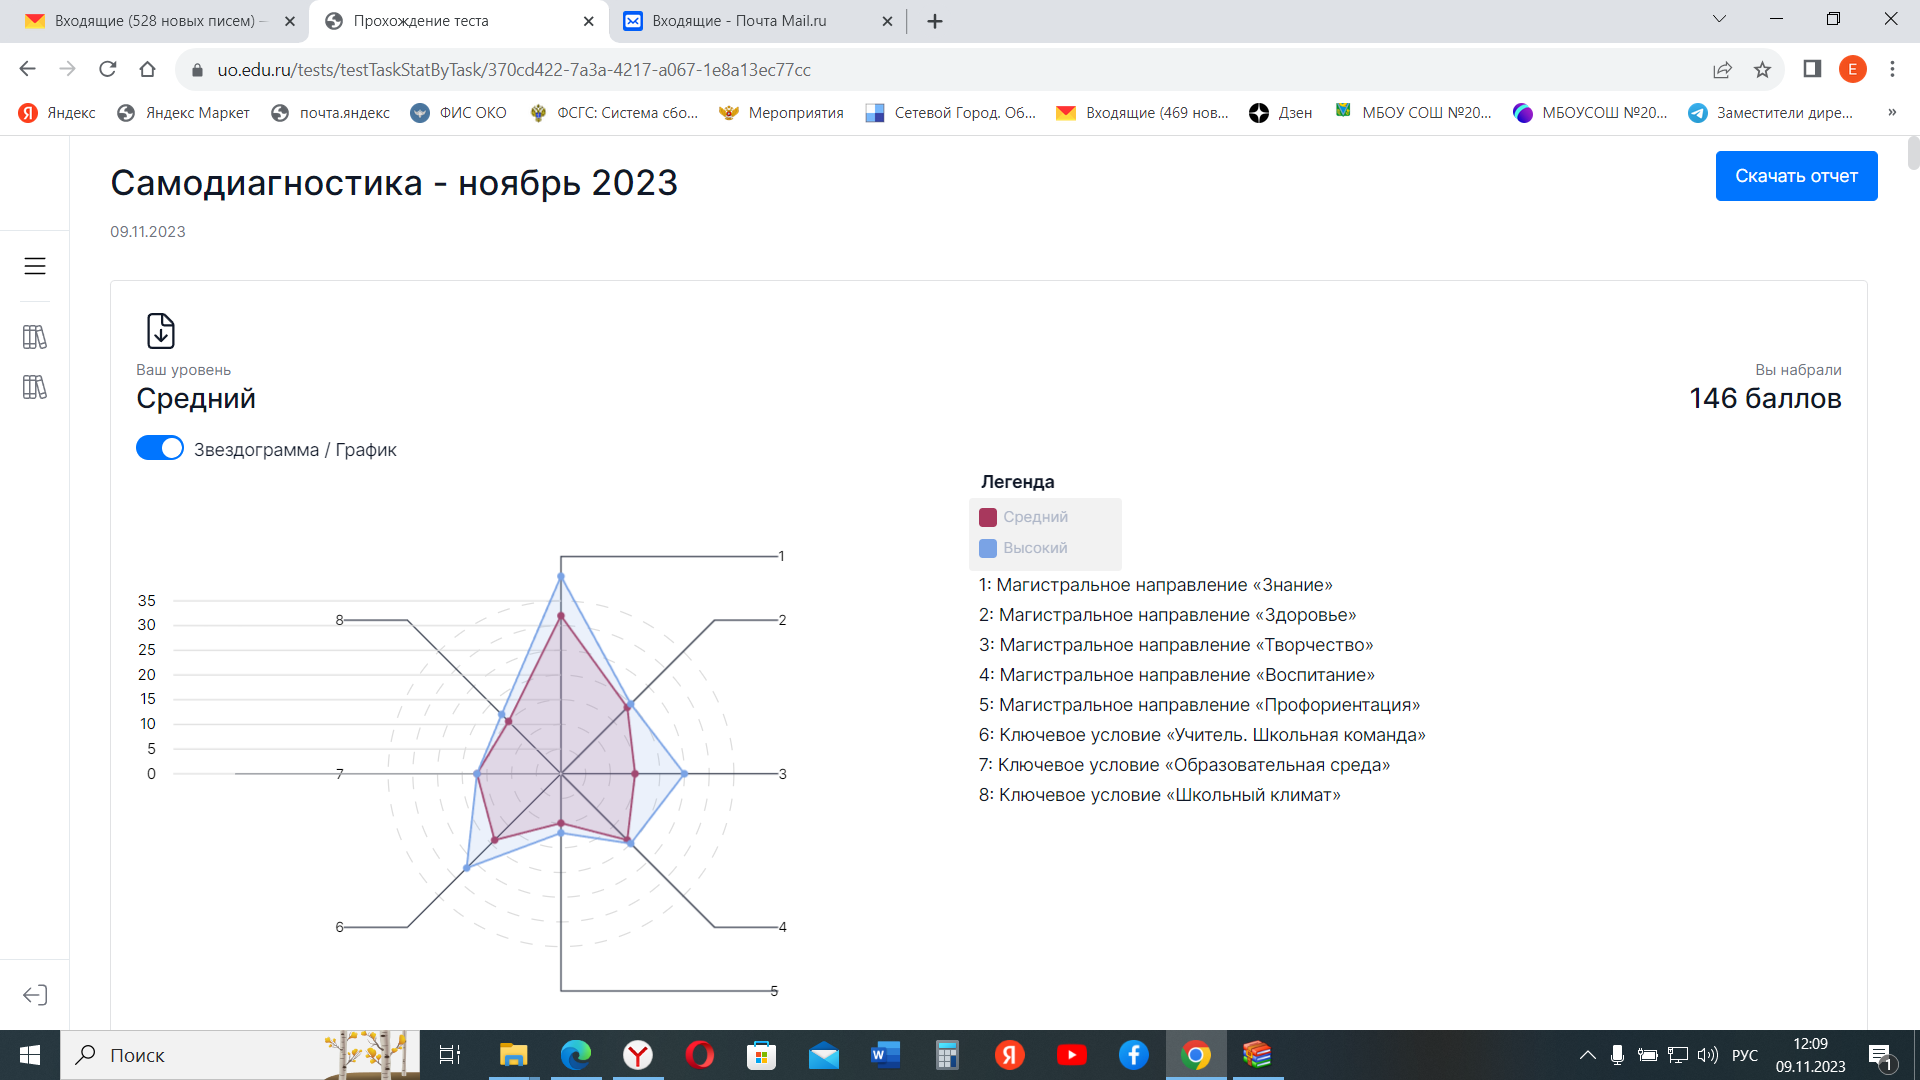 Входящие (528 новых писем) –
Прохождение теста
Входящие - Почта Mail.ru
uo.edu.ru/tests/testTaskStatByTask/370cd422-7a3a-4217-a067-1e8a13ec77cc
E
Яндекс
Яндекс Маркет
почта.яндекс
ФИС ОКО
ФСГС: Система сбо...
Мероприятия
Сетевой Город. Об...
Входящие (469 нов...
Дзен
МБОУ СОШ №20...
МБОУСОШ №20...
Заместители дире...
»
Самодиагностика - ноябрь 2023
Скачать отчет
09.11.2023
Ваш уровень
Средний
Вы набрали
146 баллов
Звездограмма / График
Легенда
Средний
Высокий
1: Магистральное направление «Знание»
2: Магистральное направление «Здоровье»
3: Магистральное направление «Творчество»
4: Магистральное направление «Воспитание»
5: Магистральное направление «Профориентация»
6: Ключевое условие «Учитель. Школьная команда»
7: Ключевое условие «Образовательная среда»
8: Ключевое условие «Школьный климат»
35
30
25
20
15
10
5
0
1
2
3
4
5
6
7
8
Поиск
РУС
12:09
09.11.2023
1